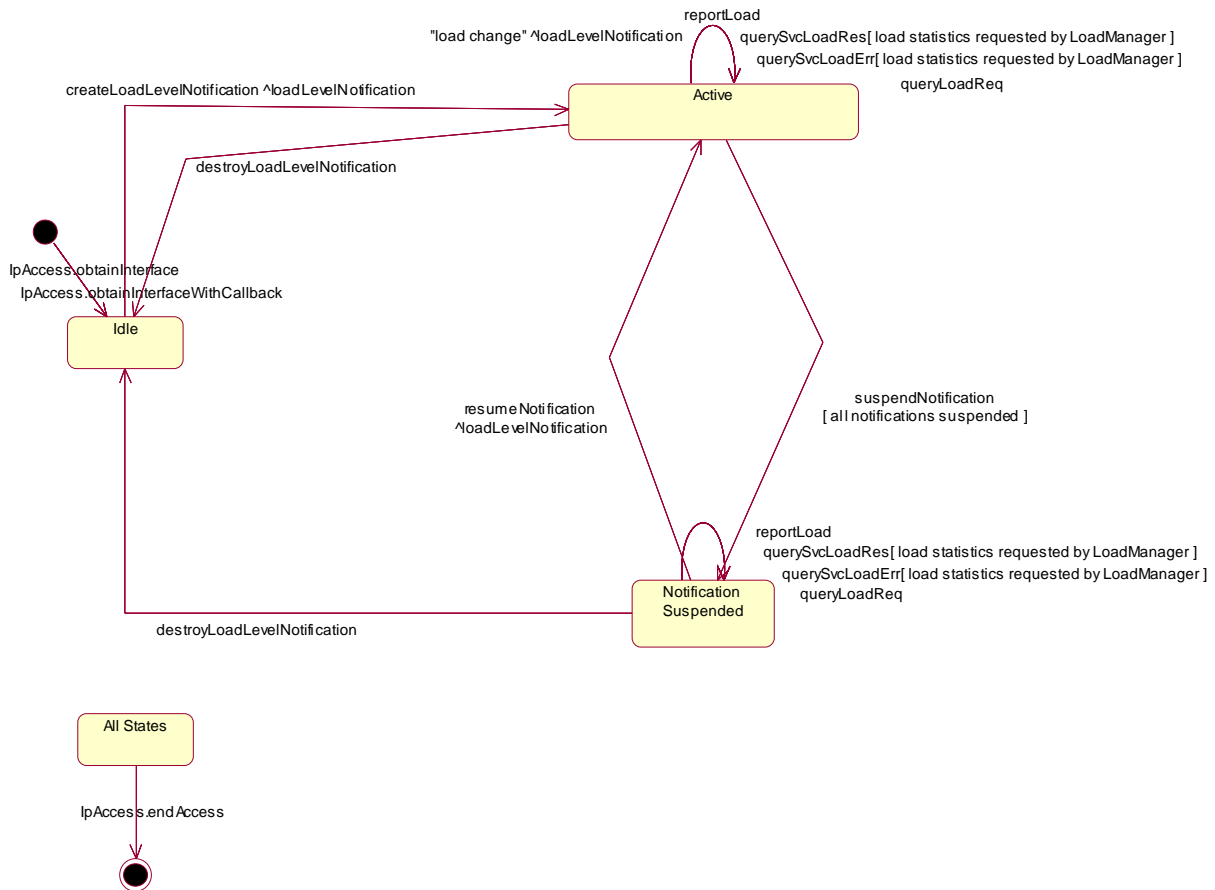 reportLoad
"load change" ^loadLevelNotification
querySvcLoadRes[ load statistics requested by LoadManager ]
querySvcLoadErr[ load statistics requested by LoadManager ]
queryLoadReq
createLoadLevelNotification ^loadLevelNotification
Active
destroyLoadLevelNotification
IpAccess.obtainInterface
IpAccess.obtainInterfaceWithCallback
Idle
resumeNotification
^loadLevelNotification
suspendNotification
[ all notifications suspended ]
reportLoad
querySvcLoadRes[ load statistics requested by LoadManager ]
querySvcLoadErr[ load statistics requested by LoadManager ]
queryLoadReq
Notification
Suspended
destroyLoadLevelNotification
All States
IpAccess.endAccess